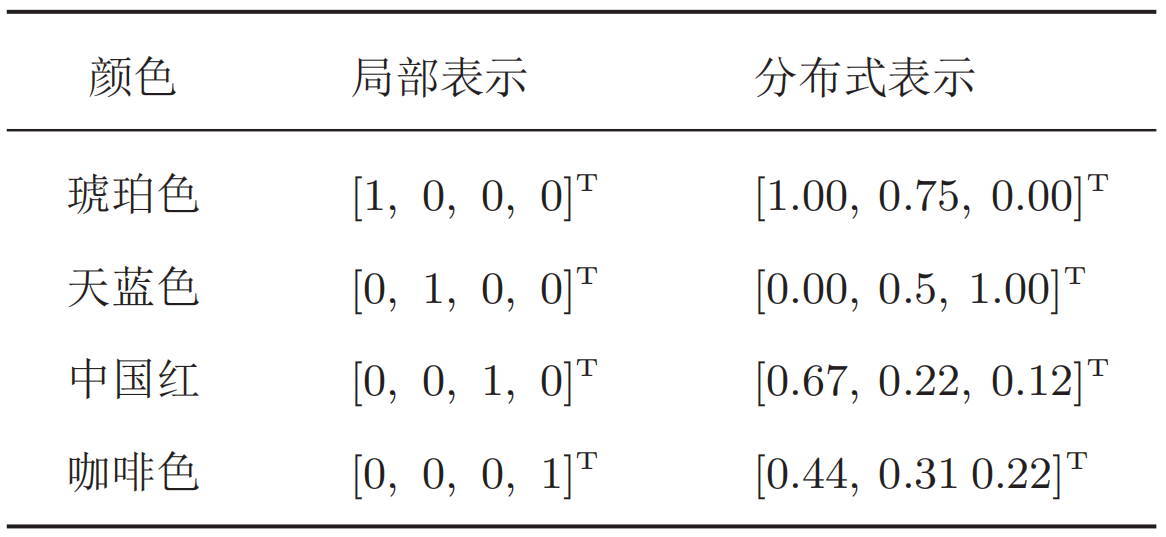 颜色 局部表示 分布式表示
琥珀色 [1, 0, 0, 0]ᵀ [1.00, 0.75, 0.00]ᵀ
天蓝色 [0, 1, 0, 0]ᵀ [0.00, 0.5, 1.00]ᵀ
中国红 [0, 0, 1, 0]ᵀ [0.67, 0.22, 0.12]ᵀ
咖啡色 [0, 0, 0, 1]ᵀ [0.44, 0.31 0.22]ᵀ